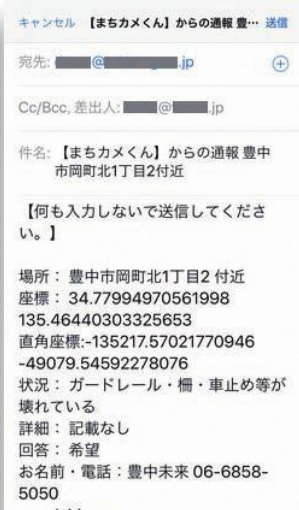 キャンセル 【まちカメくん】からの通報 豊… 送信
宛先: @ .jp
Cc/Bcc, 差出人: @ .jp
件名: 【まちカメくん】からの通報 豊中
市岡町北1丁目2付近
【何も入力しないで送信してくださ
い。】
場所： 豊中市岡町北1丁目2 付近
座標： 34.77994970561998
135.46440303325653
直角座標:-135217.57021770946
-49079.54592278076
状況： ガードレール・柵・車止め等が
壊れている
詳細： 記載なし
回答： 希望
お名前・電話：豊中未来 06-6858-
5050